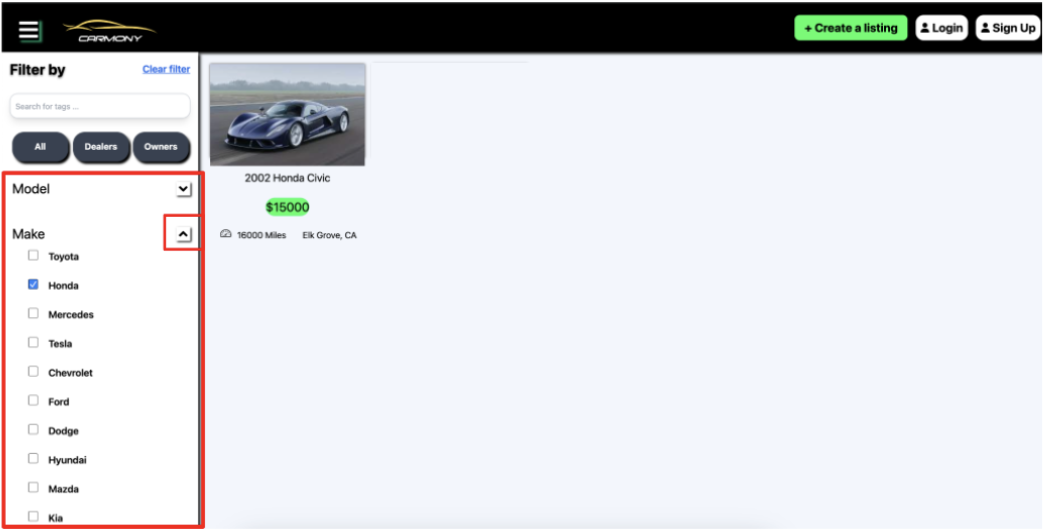 CARMONY
+ Create a listing
Login
Sign Up
Filter by
Clear filter
Search for tags ...
All
Dealers
Owners
Model
Make
Toyota
Honda
Mercedes
Tesla
Chevrolet
Ford
Dodge
Hyundai
Mazda
Kia
2002 Honda Civic
$15000
16000 Miles
Elk Grove, CA